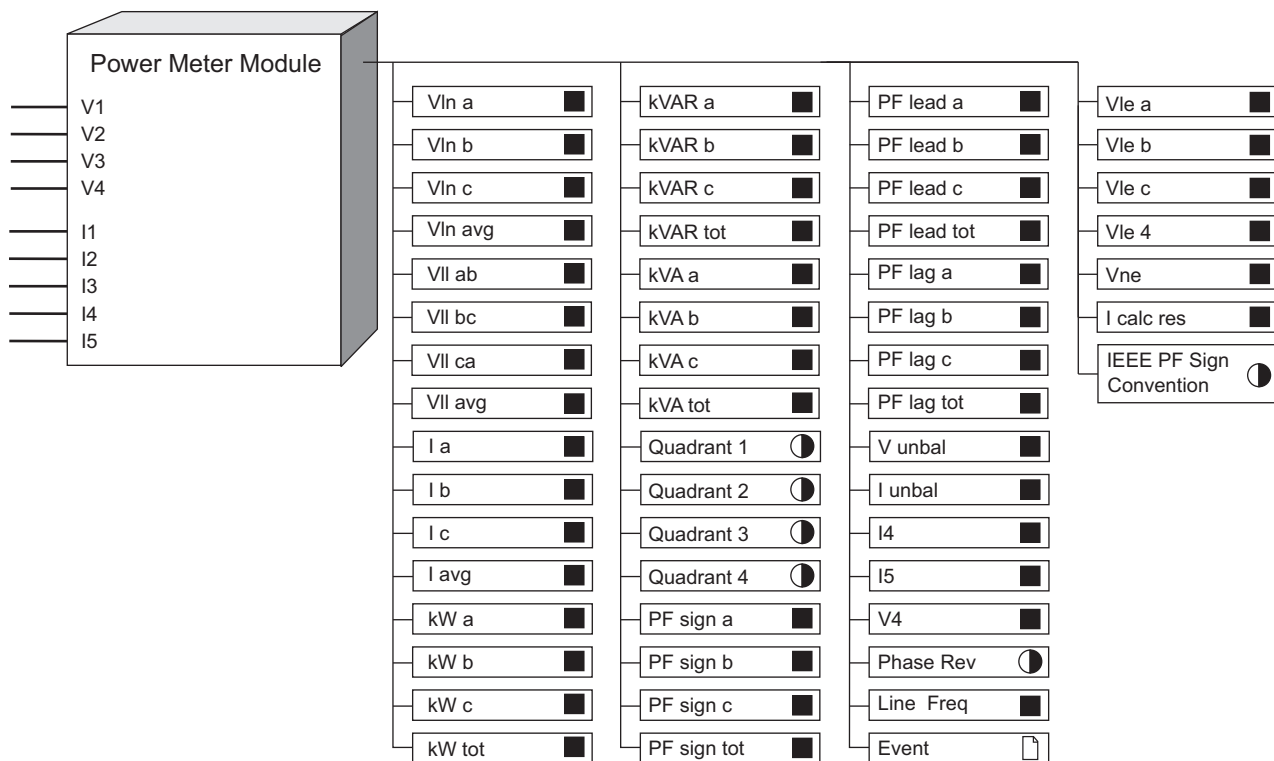 Power Meter Module
V1
V2
V3
V4
I1
I2
I3
I4
I5
Vln a
Vln b
Vln c
Vln avg
Vll ab
Vll bc
Vll ca
Vll avg
I a
I b
I c
I avg
kW a
kW b
kW c
kW tot
kVAR a
kVAR b
kVAR c
kVAR tot
kVA a
kVA b
kVA c
kVA tot
Quadrant 1
Quadrant 2
Quadrant 3
Quadrant 4
PF sign a
PF sign b
PF sign c
PF sign tot
PF lead a
PF lead b
PF lead c
PF lead tot
PF lag a
PF lag b
PF lag c
PF lag tot
V unbal
I unbal
I4
I5
V4
Phase Rev
Line Freq
Event
Vle a
Vle b
Vle c
Vle 4
Vne
I calc res
IEEE PF Sign
Convention